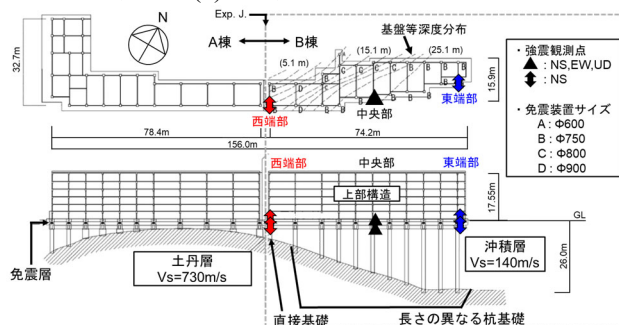 Exp. J.
N
A棟
B棟
基盤等深度分布
(5.1 m)
(15.1 m)
(25.1 m)
32.7m
15.9m
西端部
中央部
東端部
78.4m
74.2m
156.0m
・強震観測点
: NS,EW,UD
: NS
・免震装置サイズ
A : Φ600
B : Φ750
C : Φ800
D : Φ900
西端部
中央部
東端部
上部構造
17.55m
GL
免震層
土丹層
Vs=730m/s
沖積層
Vs=140m/s
26.0m
直接基礎
長さの異なる杭基礎